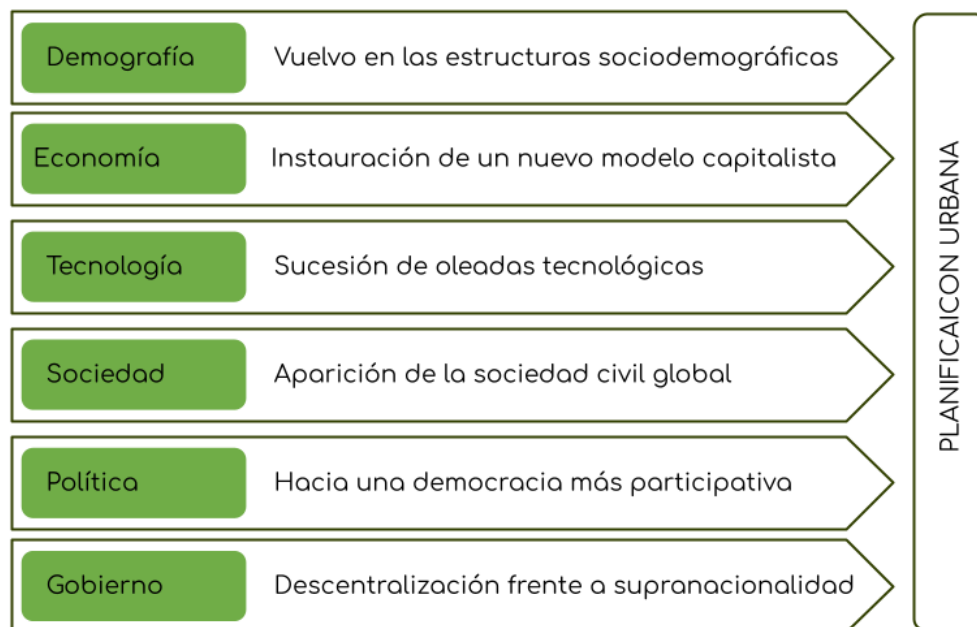 Demografía Vuelvo en las estructuras sociodemográficas
Economía Instauración de un nuevo modelo capitalista
Tecnología Sucesión de oleadas tecnológicas
Sociedad Aparición de la sociedad civil global
Política Hacia una democracia más participativa
Gobierno Descentralización frente a supranacionalidad
PLANIFICAICON URBANA